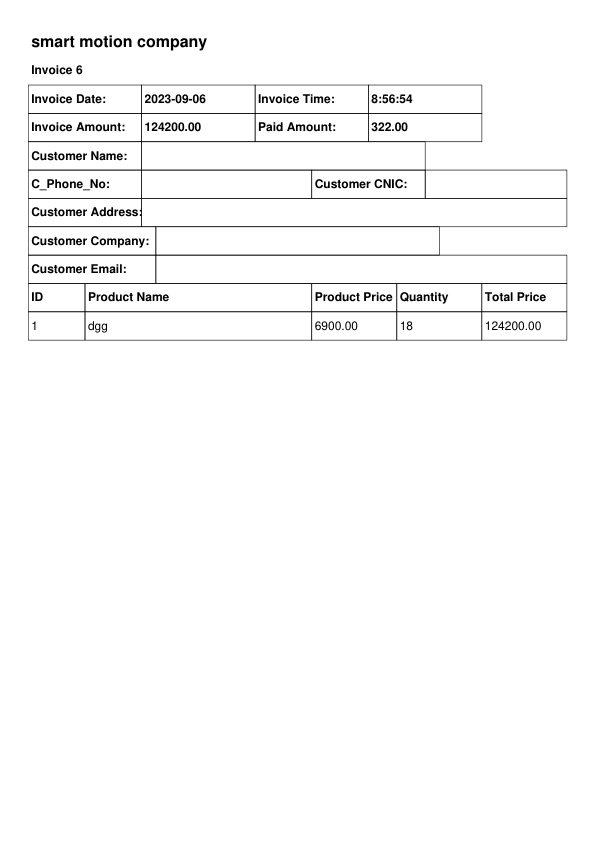 smart motion company
Invoice 6
Invoice Date: 2023-09-06 Invoice Time: 8:56:54
Invoice Amount: 124200.00 Paid Amount: 322.00
Customer Name:
C_Phone_No: Customer CNIC:
Customer Address:
Customer Company:
Customer Email:
ID Product Name Product Price Quantity Total Price
1 dgg 6900.00 18 124200.00